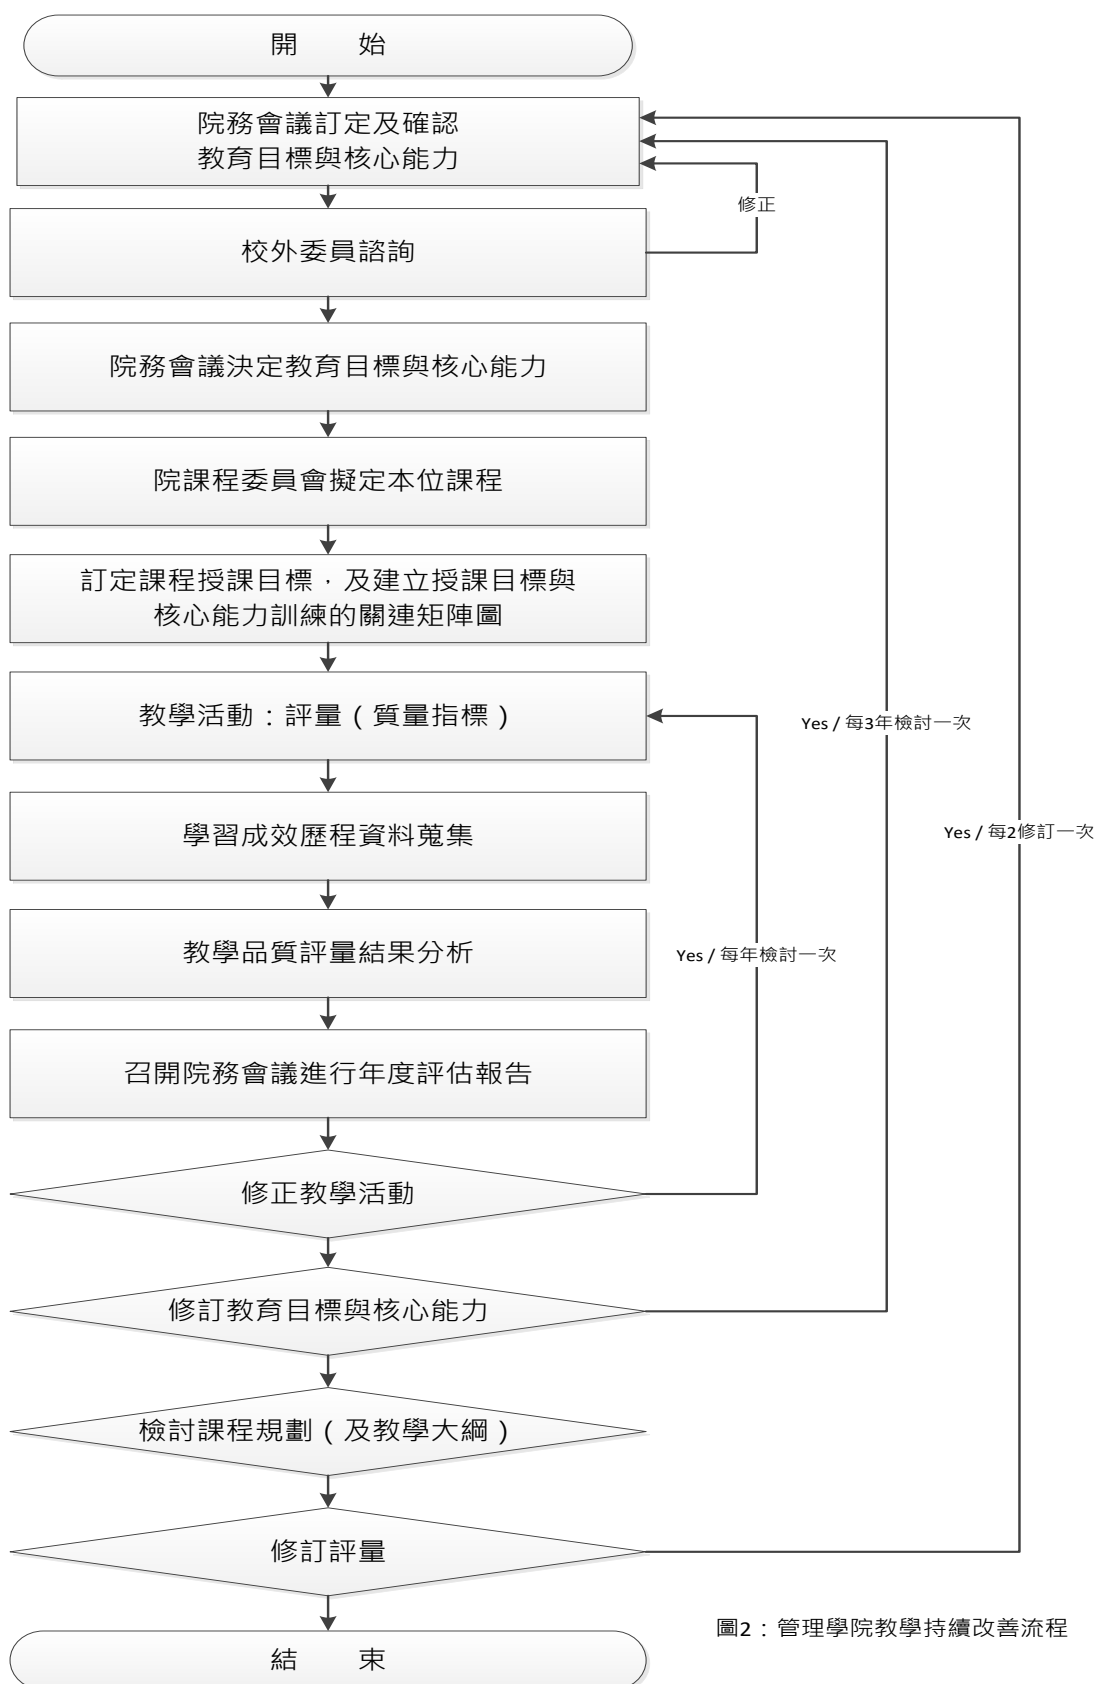 開 始
院務會議訂定及確認
教育目標與核心能力
修正
校外委員諮詢
院務會議決定教育目標與核心能力
院課程委員會擬定本位課程
訂定課程授課目標，及建立授課目標與
核心能力訓練的關連矩陣圖
教學活動：評量（質量指標）
Yes / 每3年檢討一次
Yes / 每2修訂一次
學習成效歷程資料蒐集
教學品質評量結果分析
Yes / 每年檢討一次
召開院務會議進行年度評估報告
修正教學活動
修訂教育目標與核心能力
檢討課程規劃（及教學大綱）
修訂評量
圖2：管理學院教學持續改善流程
結 束